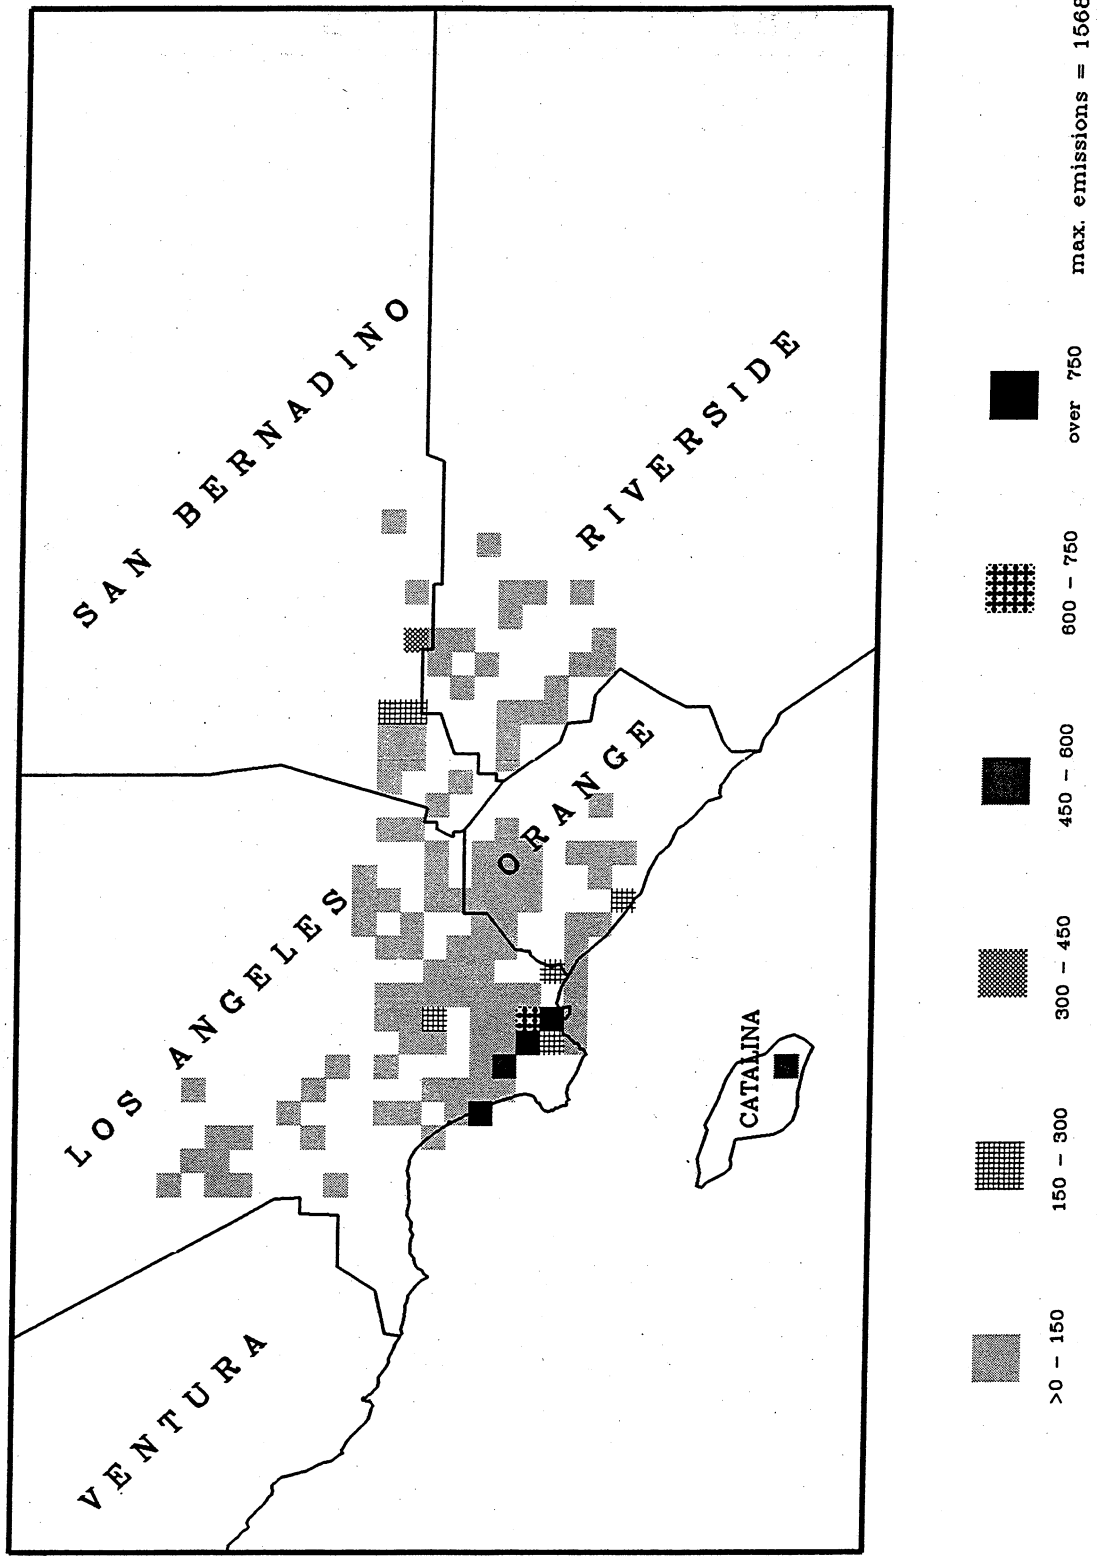 VENTURA
LOS ANGELES
SAN BERNADINO
ORANGE
RIVERSIDE
CATALINA
>0 - 150
150 - 300
300 - 450
450 - 600
600 - 750
over 750
max. emissions = 1568